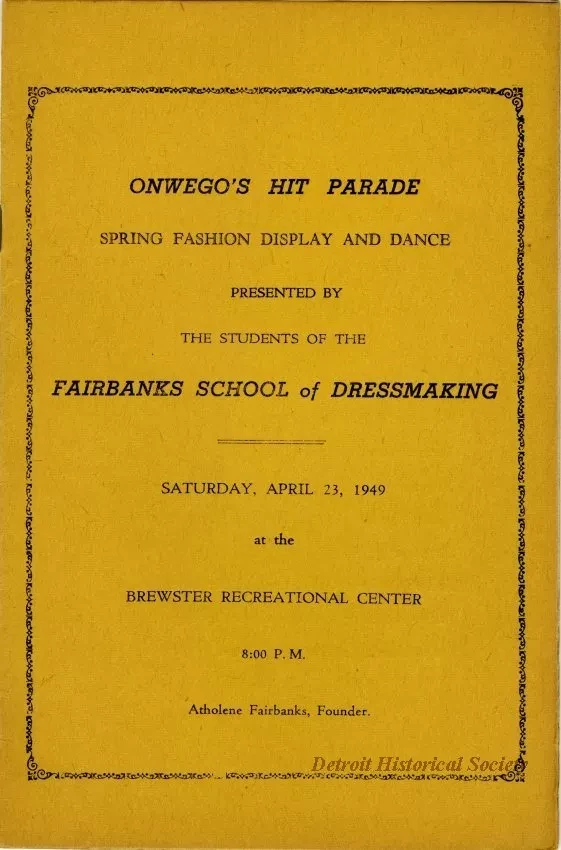 ONWEGO'S HIT PARADE
SPRING FASHION DISPLAY AND DANCE
PRESENTED BY
THE STUDENTS OF THE
FAIRBANKS SCHOOL of DRESSMAKING
SATURDAY, APRIL 23, 1949
at the
BREWSTER RECREATIONAL CENTER
8:00 P. M.
Atholene Fairbanks, Founder.
Detroit Historical Society